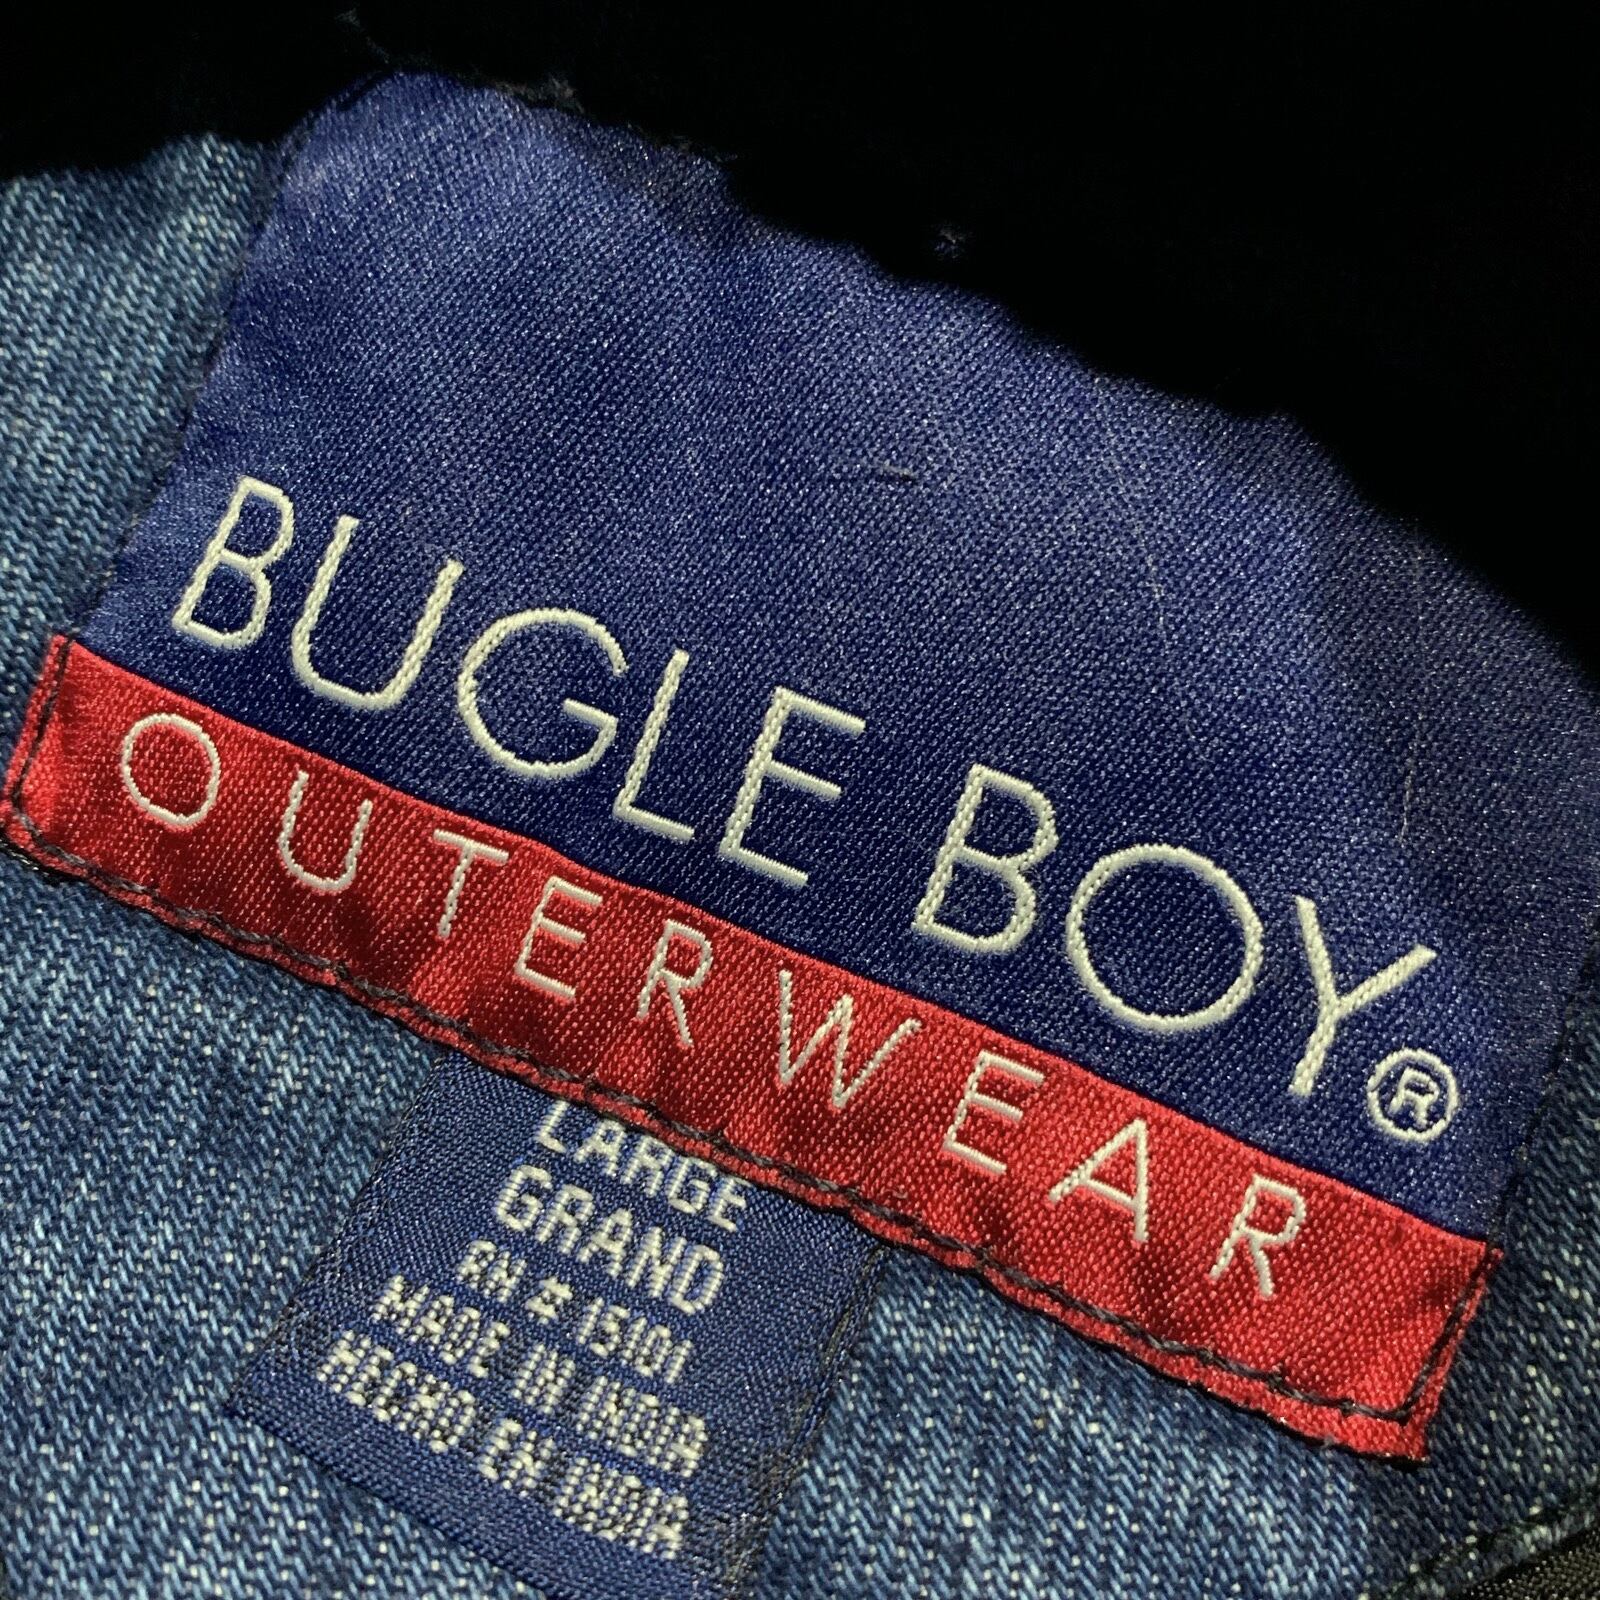 BUGLE BOY®
OUTERWEAR
LARGE
GRAND
RN # 15101
MADE IN INDIA
HECHO EN INDIA